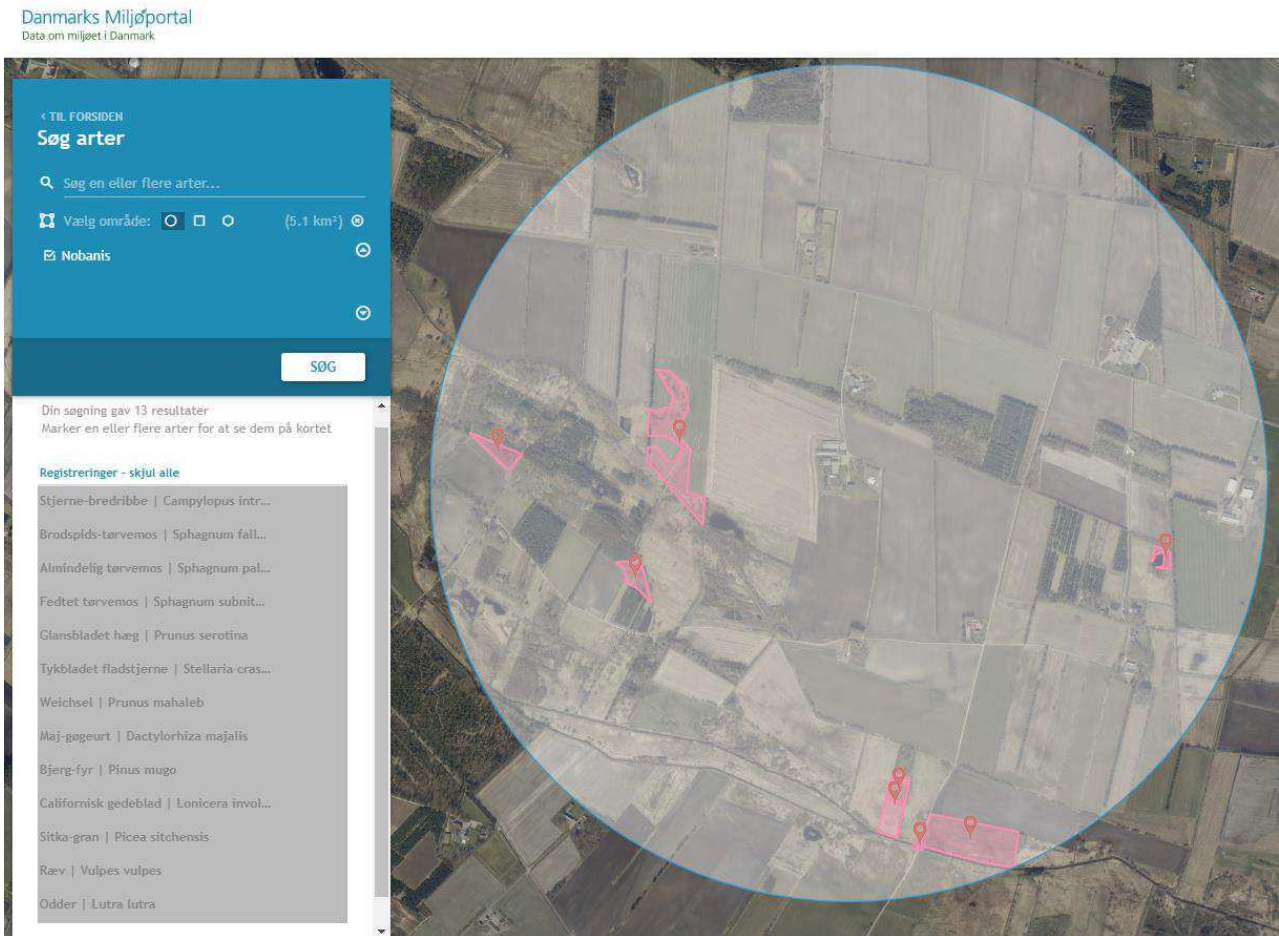 Danmarks Miljøportal
Data om miljøet i Danmark
‹ TIL FORSIDEN
Søg arter
Søg en eller flere arter...
Vælg område: (5.1 km²)
Nobanis
SØG
Din søgning gav 13 resultater
Marker en eller flere arter for at se dem på kortet
Registreringer - skjul alle
Stjerne-bredribbe | Campylopus intr...
Brodspids-tørvemos | Sphagnum fall...
Almindelig tørvemos | Sphagnum pal...
Fedtet tørvemos | Sphagnum subnit...
Glansbladet hæg | Prunus serotina
Tykbladet fladstjerne | Stellaria cras...
Weichsel | Prunus mahaleb
Maj-gøgeurt | Dactylorhiza majalis
Bjerg-fyr | Pinus mugo
Californisk gedeblad | Lonicera invol...
Sitka-gran | Picea sitchensis
Ræv | Vulpes vulpes
Odder | Lutra lutra